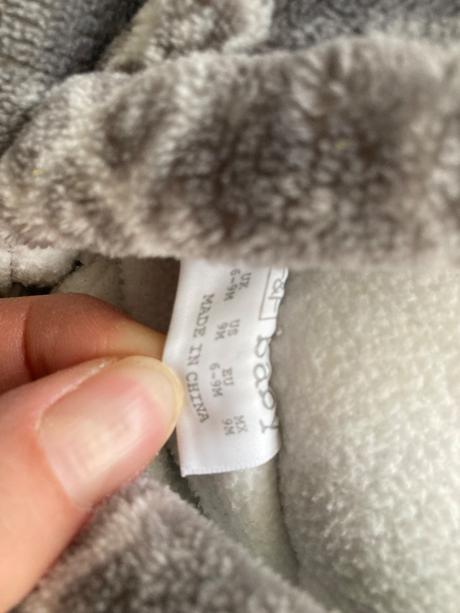 baby
UK US EU MX
6~9M 9M 6~9M 9M
MADE IN CHINA